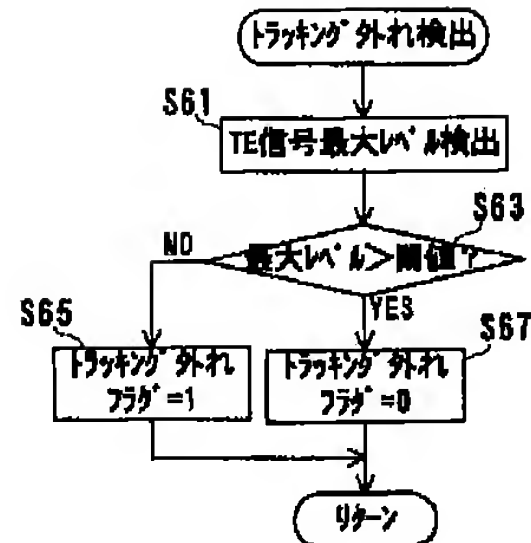 トラッキング外れ検出
S61
TE信号最大レベル検出
S63
最大レベル＞閾値?
NO
YES
S65
トラッキング外れ
フラグ=1
S67
トラッキング外れ
フラグ=0
リターン